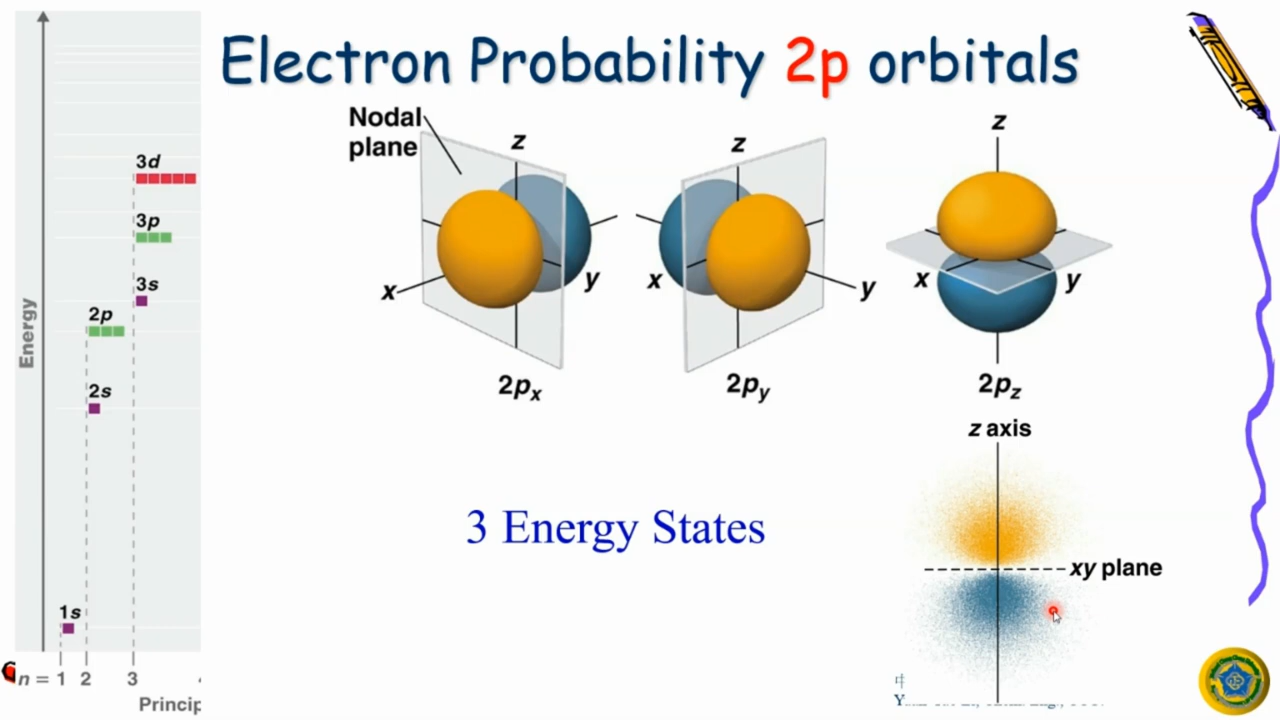 Electron Probability 2p orbitals
Nodal
plane
z
x
y
2px
z
x
y
2py
z
x
y
2pz
z axis
xy plane
3 Energy States
Energy
3d
3p
3s
2p
2s
1s
n = 1 2 3